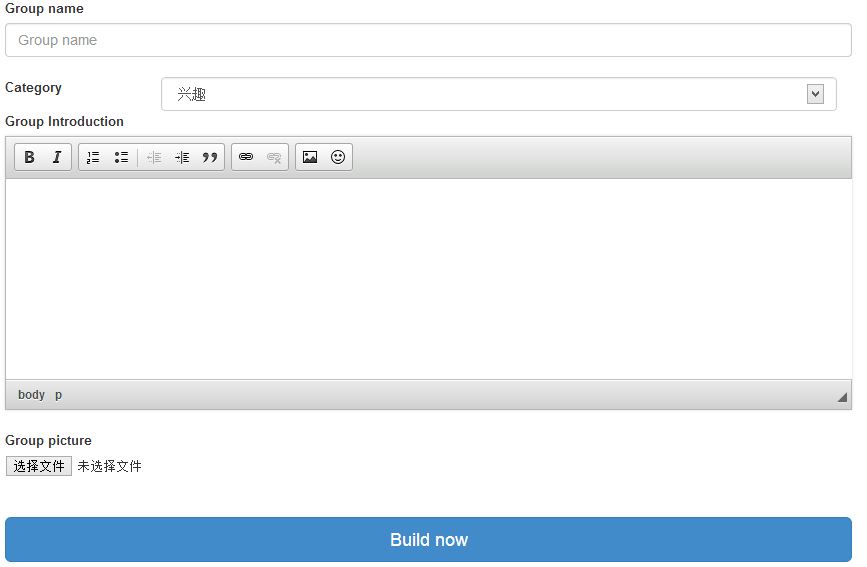 Group name
Group name
Category 兴趣
Group Introduction
B I
body p
Group picture
选择文件 未选择文件
Build now